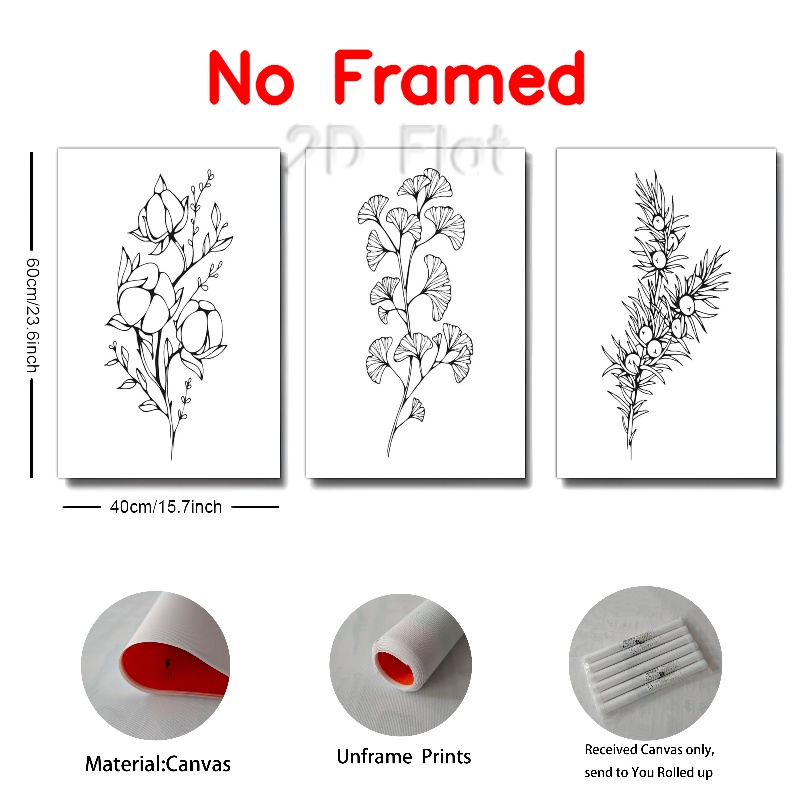 No Framed
2D Flat
60cm/23.6inch
40cm/15.7inch
Material:Canvas
Unframe Prints
Received Canvas only,
send to You Rolled up